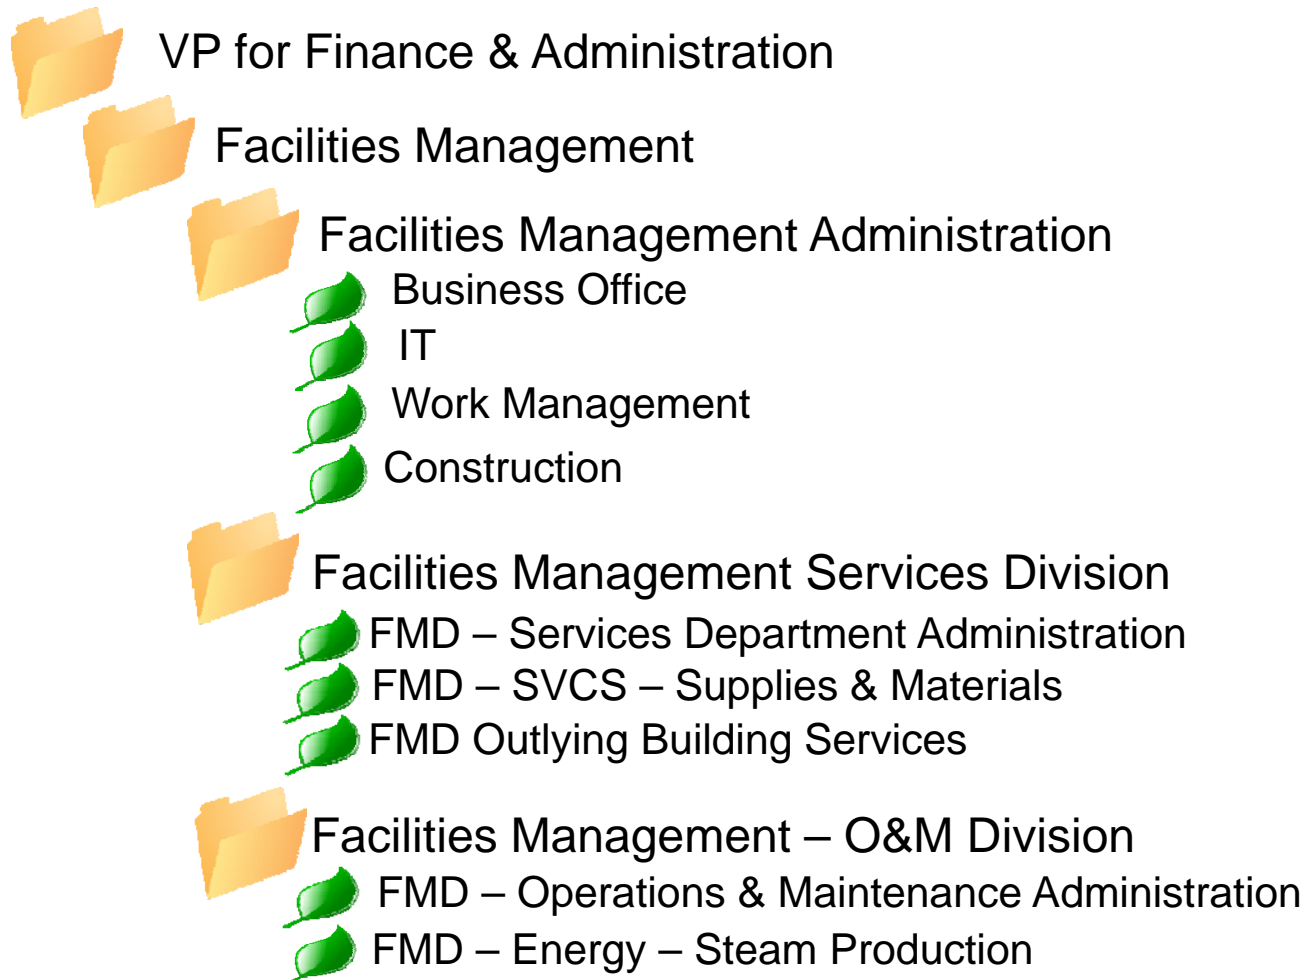 VP for Finance & Administration
Facilities Management
Facilities Management Administration
Business Office
IT
Work Management
Construction
Facilities Management Services Division
FMD – Services Department Administration
FMD – SVCS – Supplies & Materials
FMD Outlying Building Services
Facilities Management – O&M Division
FMD – Operations & Maintenance Administration
FMD – Energy – Steam Production